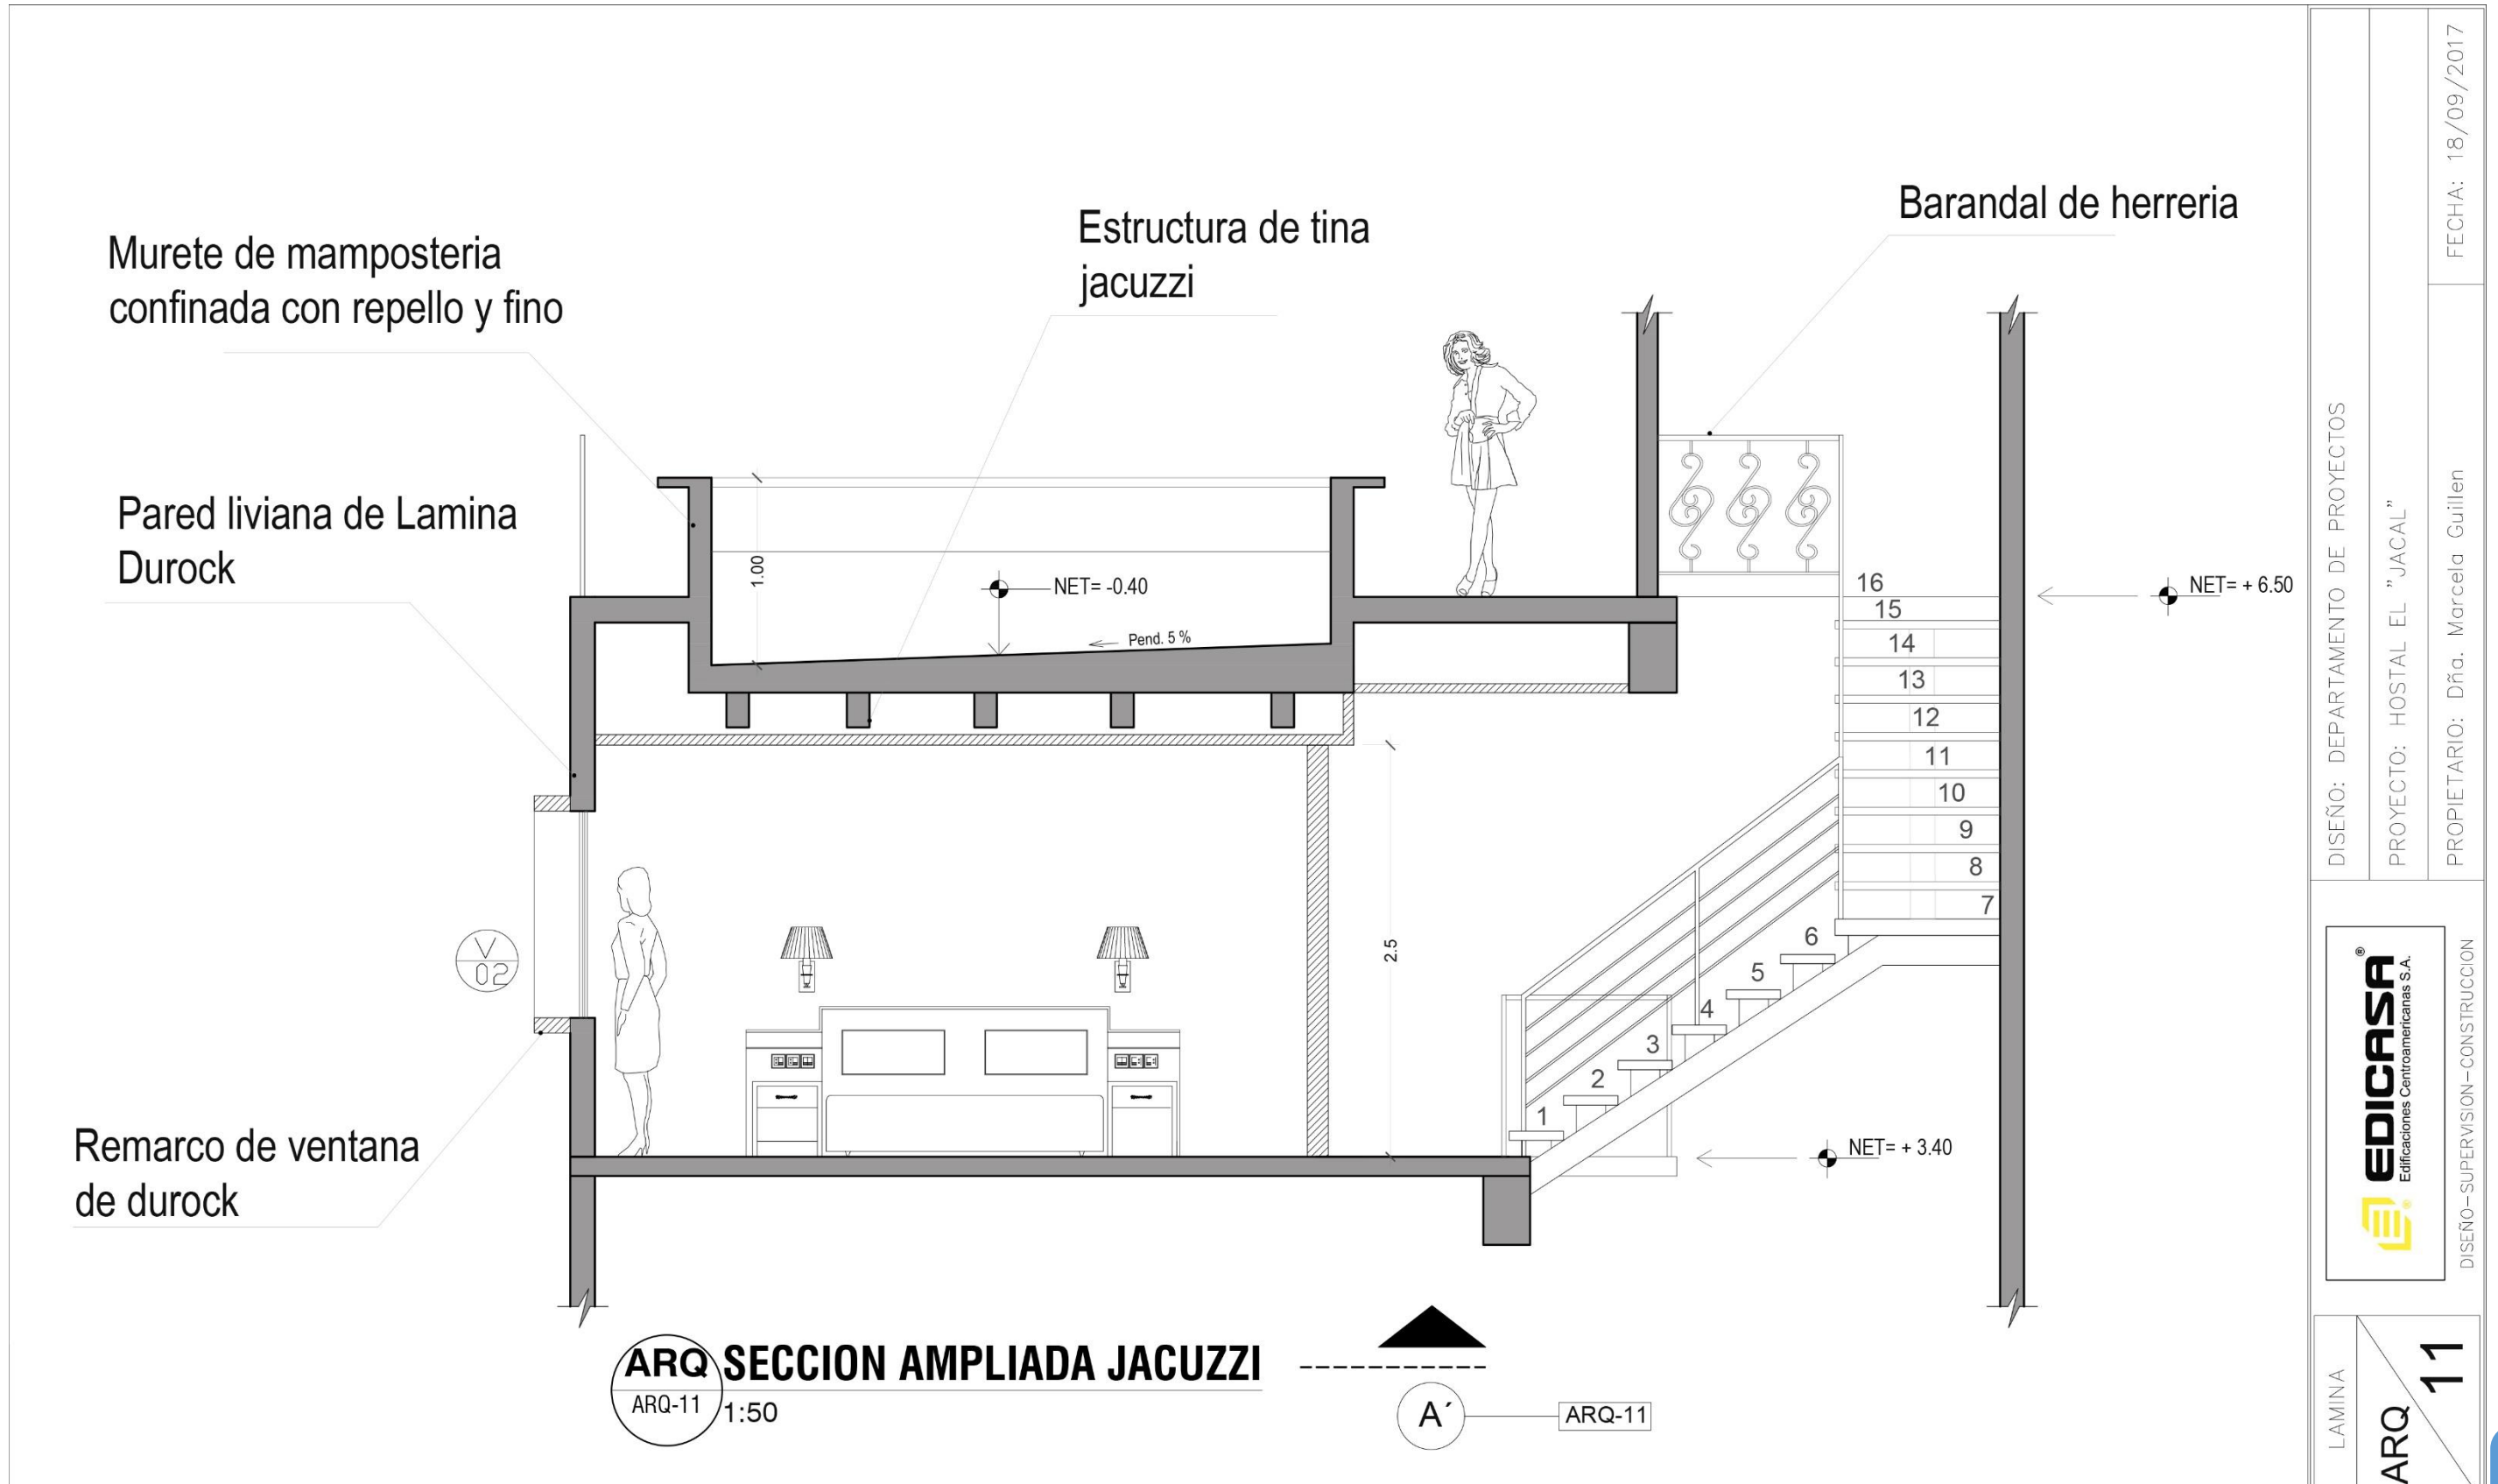 Murete de mamposteria
confinada con repello y fino
Estructura de tina
jacuzzi
Barandal de herreria
Pared liviana de Lamina
Durock
1.00
NET= -0.40
Pend. 5 %
16
15
14
13
12
11
10
9
8
7
NET= + 6.50
V
02
2.5
6
5
4
3
2
1
NET= + 3.40
Remarco de ventana
de durock
ARQ
ARQ-11
SECCION AMPLIADA JACUZZI
1:50
A´
ARQ-11
DISEÑO: DEPARTAMENTO DE PROYECTOS
PROYECTO: HOSTAL EL "JACAL"
PROPIETARIO: Dña. Marcela Guillen
FECHA: 18/09/2017
EDICASA®
Edificaciones Centroamericanas S.A.
DISEÑO-SUPERVISION-CONSTRUCCION
LAMINA
ARQ
11